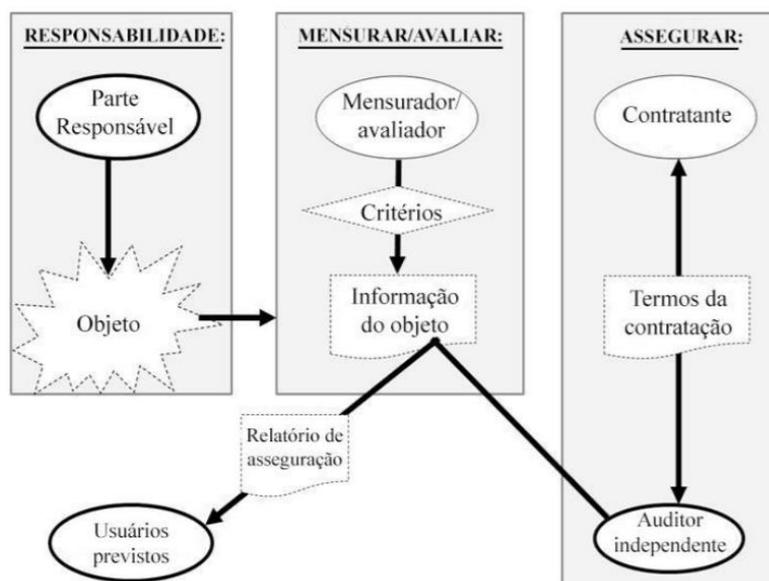 RESPONSABILIDADE:
Parte
Responsável
Objeto
MENSURAR/AVALIAR:
Mensurador/
avaliador
Critérios
Informação
do objeto
ASSEGURAR:
Contratante
Termos da
contratação
Auditor
independente
Relatório de
asseguração
Usuários
previstos